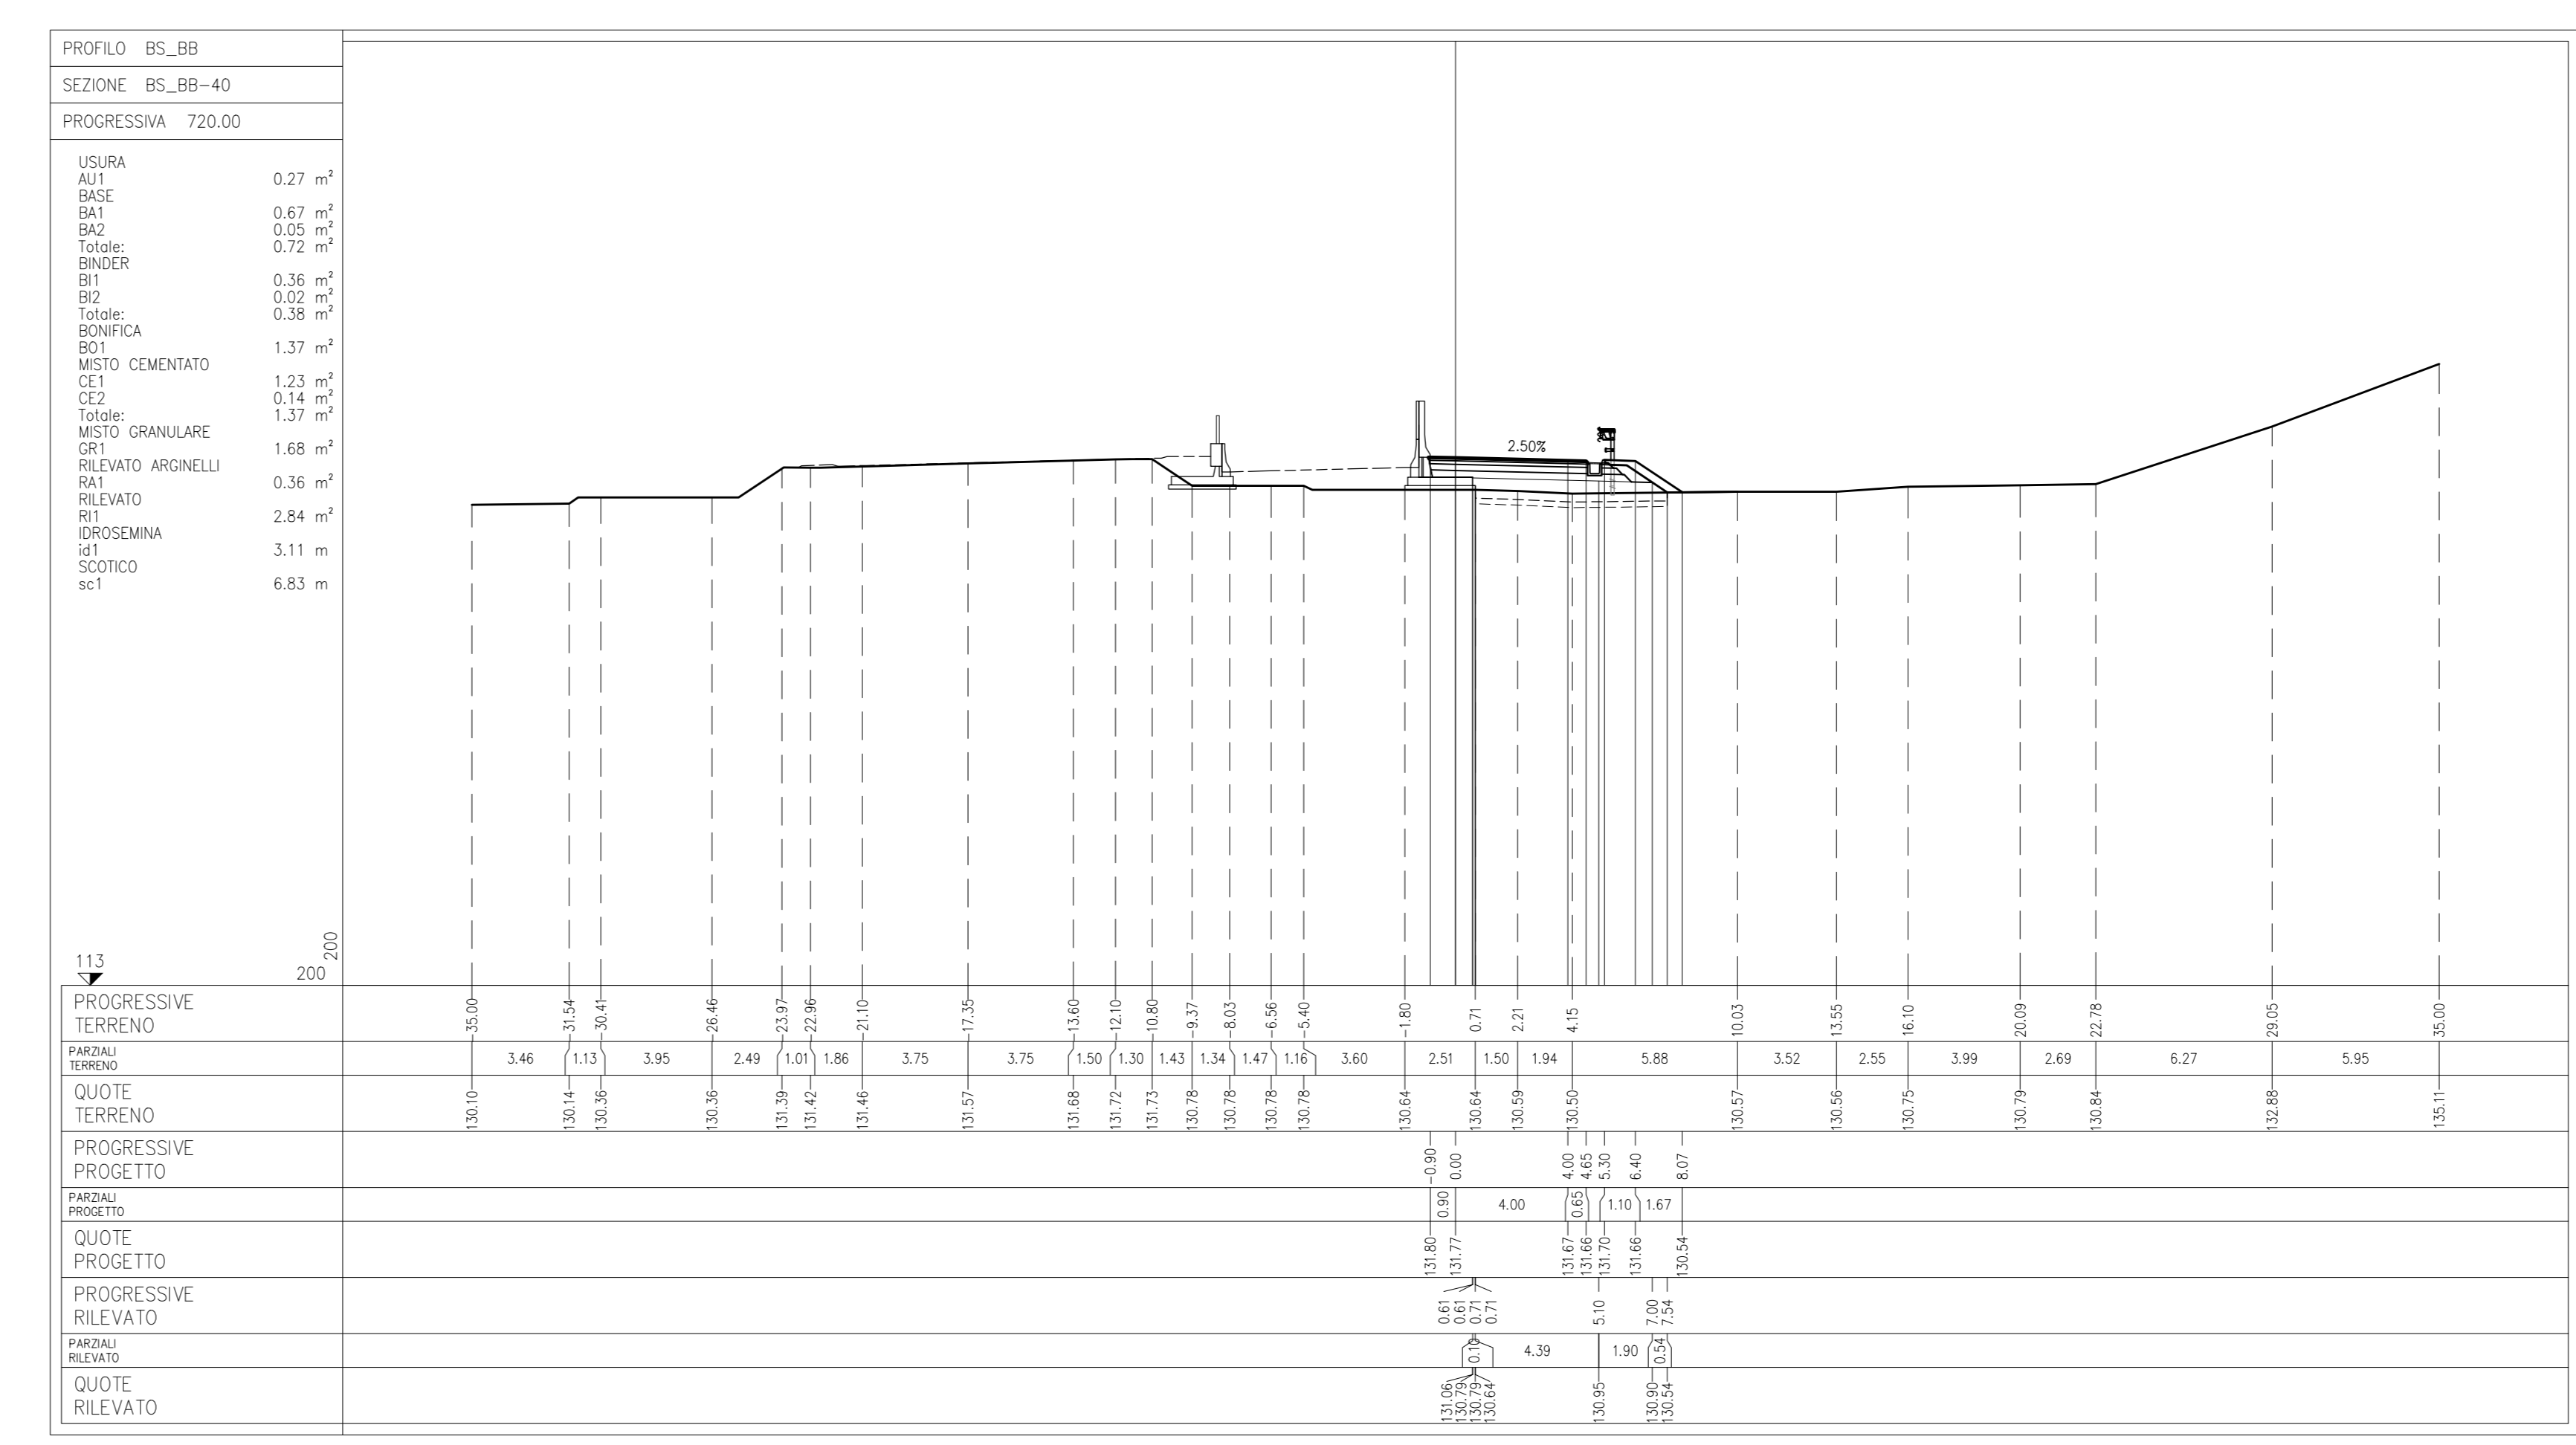 PROFILO BS_BB
SEZIONE BS_BB-40
PROGRESSIVA 720.00
USURA
AU1 0.27 m²
BASE
BA1 0.67 m²
BA2 0.05 m²
Totale: 0.72 m²
BINDER
BI1 0.36 m²
BI2 0.02 m²
Totale: 0.38 m²
BONIFICA
BO1 1.37 m²
MISTO CEMENTATO
CE1 1.23 m²
CE2 0.14 m²
Totale: 1.37 m²
MISTO GRANULARE
GR1 1.68 m²
RILEVATO ARGINELLI
RA1 0.36 m²
RILEVATO
RI1 2.84 m²
IDROSEMINA
id1 3.11 m
SCOTICO
sc1 6.83 m
2.50%
113
200
200
PROGRESSIVE
TERRENO
-35.00 -31.54 -30.41 -26.46 -23.97 -22.96 -21.10 -17.35 -13.60 -12.10 -10.80 -9.37 -8.03 -6.56 -5.40 -1.80 0.71 2.21 4.15 10.03 13.55 16.10 20.09 22.78 29.05 35.00
PARZIALI
TERRENO
3.46 1.13 3.95 2.49 1.01 1.86 3.75 3.75 1.50 1.30 1.43 1.34 1.47 1.16 3.60 2.51 1.50 1.94 5.88 3.52 2.55 3.99 2.69 6.27 5.95
QUOTE
TERRENO
130.10 130.14 130.36 130.36 131.39 131.42 131.46 131.57 131.68 131.72 131.73 130.78 130.78 130.78 130.78 130.64 130.64 130.59 130.50 130.57 130.56 130.75 130.79 130.84 132.88 135.11
PROGRESSIVE
PROGETTO
-0.90 0.00 4.00 4.65 5.30 6.40 8.07
PARZIALI
PROGETTO
0.90 4.00 0.65 1.10 1.67
QUOTE
PROGETTO
131.80 131.77 131.67 131.66 131.70 131.66 130.54
PROGRESSIVE
RILEVATO
0.61 0.61 0.71 0.71 5.10 7.00 7.54
PARZIALI
RILEVATO
0.10 4.39 1.90 0.54
QUOTE
RILEVATO
131.06 130.79 130.79 130.64 130.95 130.90 130.54